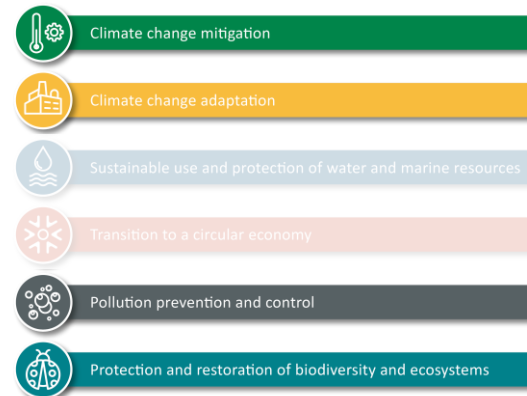 Climate change mitigation
Climate change adaptation
Sustainable use and protection of water and marine resources
Transition to a circular economy
Pollution prevention and control
Protection and restoration of biodiversity and ecosystems